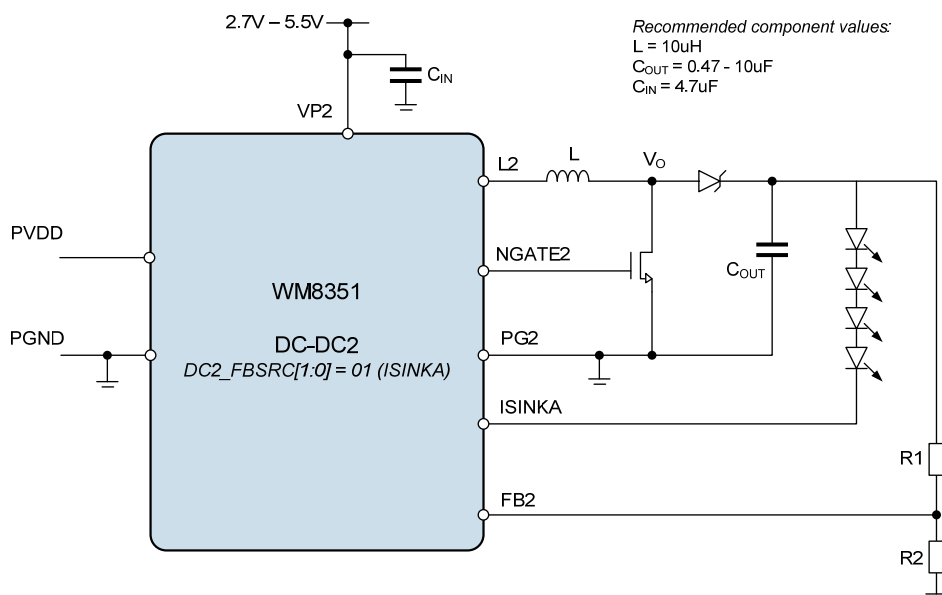 2.7V – 5.5V
Recommended component values:
L = 10uH
COUT = 0.47 - 10uF
CIN = 4.7uF
CIN
VP2
L2
L
VO
PVDD
NGATE2
COUT
WM8351
PGND
DC-DC2
PG2
DC2_FBSRC[1:0] = 01 (ISINKA)
ISINKA
R1
FB2
R2